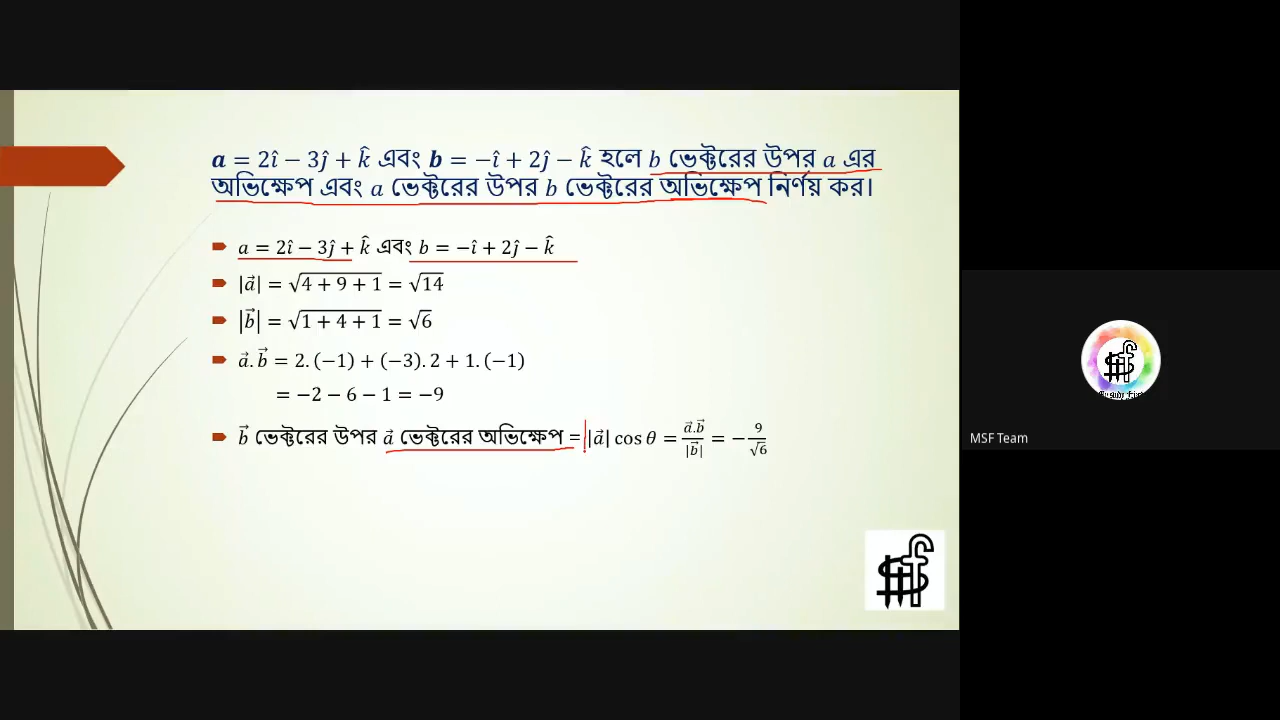 a = 2î − 3ĵ + k̂ এবং b = −î + 2ĵ − k̂ হলে b ভেক্টরের উপর a এর
অভিক্ষেপ এবং a ভেক্টরের উপর b ভেক্টরের অভিক্ষেপ নির্ণয় কর।
a = 2î − 3ĵ + k̂ এবং b = −î + 2ĵ − k̂
|a⃗| = √(4 + 9 + 1) = √14
|b⃗| = √(1 + 4 + 1) = √6
a⃗. b⃗ = 2. (−1) + (−3). 2 + 1. (−1)
= −2 − 6 − 1 = −9
b⃗ ভেক্টরের উপর a⃗ ভেক্টরের অভিক্ষেপ = |a⃗| cos θ = a⃗.b⃗/|b⃗| = − 9/√6
MSF Team